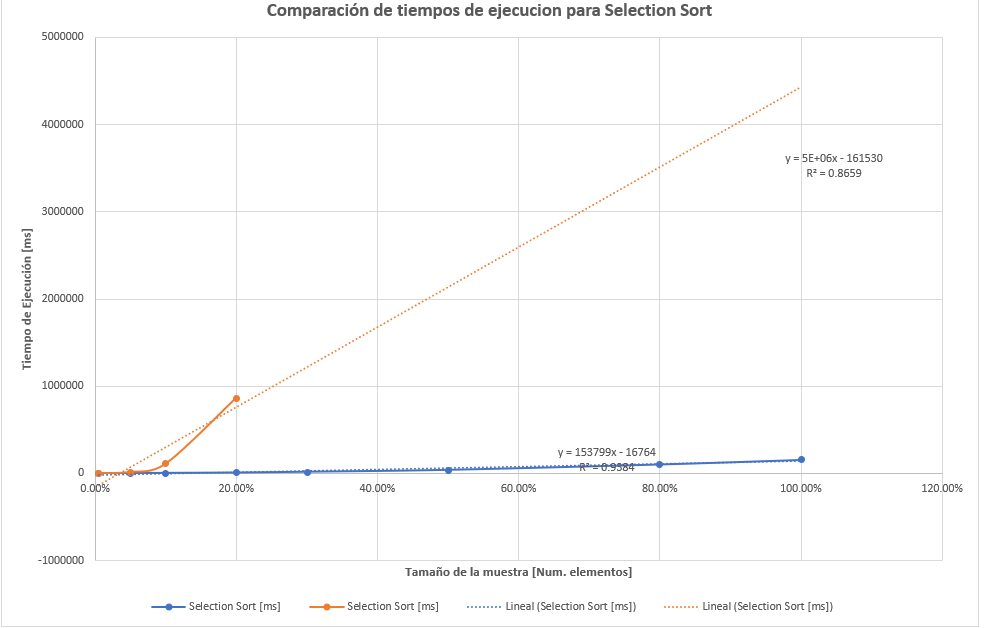 Comparación de tiempos de ejecucion para Selection Sort
5000000
4000000
3000000
2000000
1000000
0
-1000000
Tiempo de Ejecución [ms]
y = 5E+06x - 161530
R² = 0.8659
y = 153799x - 16764
R² = 0.9384
0.00% 20.00% 40.00% 60.00% 80.00% 100.00% 120.00%
Tamaño de la muestra [Num. elementos]
Selection Sort [ms] Selection Sort [ms] Lineal (Selection Sort [ms]) Lineal (Selection Sort [ms])